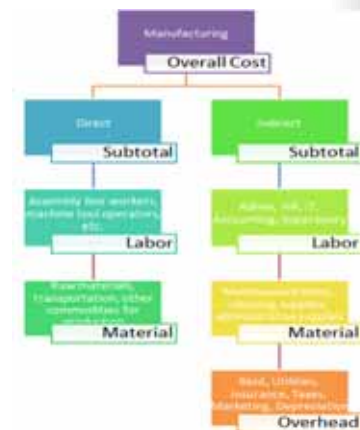 Manufacturing
Overall Cost
Direct
Subtotal
Indirect
Subtotal
Assembly line workers,
machine tool operators,
etc.
Labor
Admin, HR, IT,
Accounting, Supervisory
Labor
Raw materials,
transportation, other
commodities for
Material
Material
Rent, Utilities,
Insurance, Taxes,
Marketing, Depreciation
Overhead